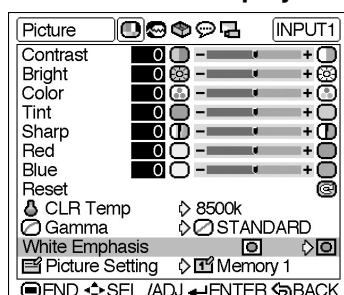 Picture INPUT1
Contrast 0 - +
Bright 0 - +
Color 0 - +
Tint 0 - +
Sharp 0 - +
Red 0 - +
Blue 0 - +
Reset
CLR Temp 8500k
Gamma STANDARD
White Emphasis
Picture Setting 1 Memory 1
END SEL. /ADJ. ENTER BACK